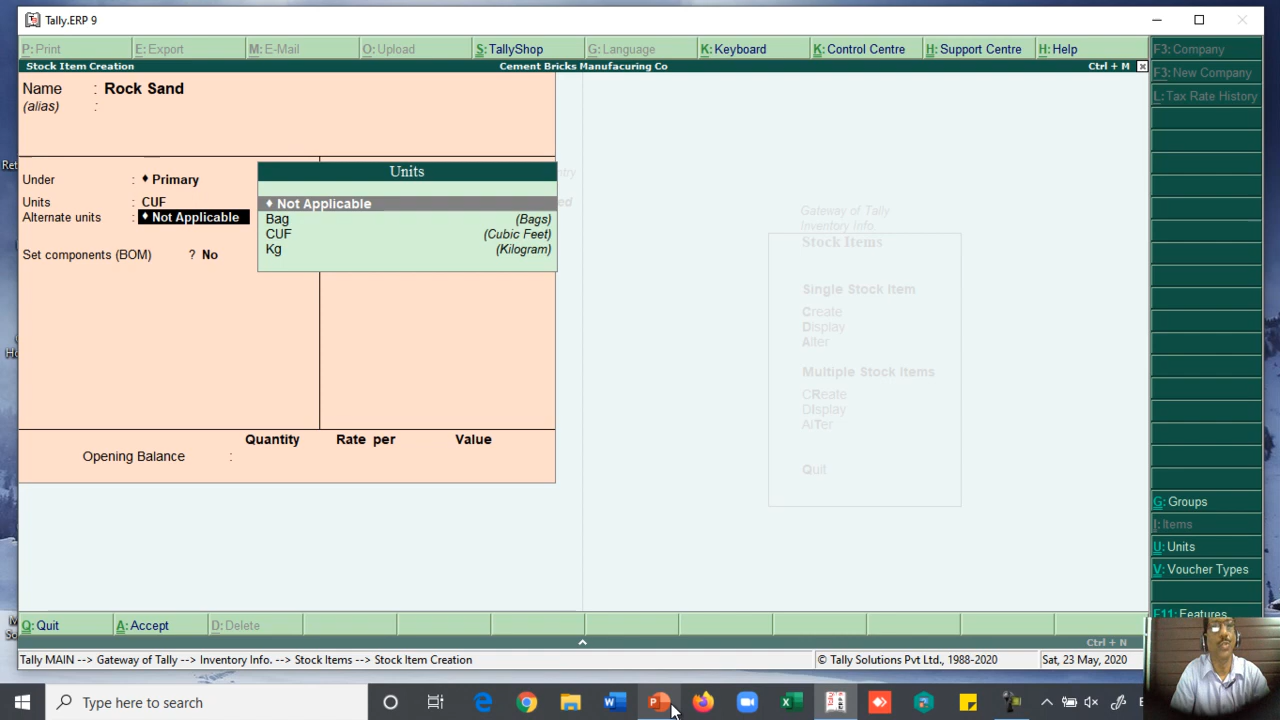 Tally.ERP 9
P: Print
E: Export
M: E-Mail
O: Upload
S: TallyShop
G: Language
K: Keyboard
K: Control Centre
H: Support Centre
H: Help
Stock Item Creation
Cement Bricks Manufacuring Co
Ctrl + M
Name : Rock Sand
(alias) :
Under : ♦ Primary
Units : CUF
Alternate units : ♦ Not Applicable
Set components (BOM) ? No
Units
♦ Not Applicable
Bag (Bags)
CUF (Cubic Feet)
Kg (Kilogram)
Quantity Rate per Value
Opening Balance :
Gateway of Tally
Inventory Info.
Stock Items
Single Stock Item
Create
Display
Alter
Multiple Stock Items
CReate
DIsplay
AlTer
Quit
F3: Company
F3: New Company
L: Tax Rate History
G: Groups
I: Items
U: Units
V: Voucher Types
F11: Features
Q: Quit
A: Accept
D: Delete
Ctrl + N
Tally MAIN --> Gateway of Tally --> Inventory Info. --> Stock Items --> Stock Item Creation
© Tally Solutions Pvt Ltd., 1988-2020
Sat, 23 May, 2020
Type here to search